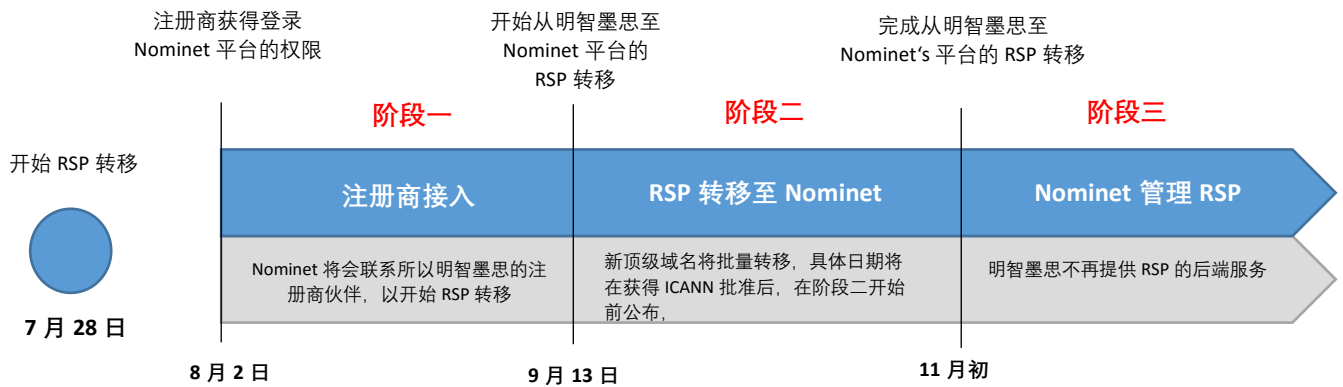 注册商获得登录
Nominet 平台的权限
开始从明智墨思至
Nominet 平台的
RSP 转移
完成从明智墨思至
Nominet‘s 平台的 RSP 转移
阶段一
阶段二
阶段三
开始 RSP 转移
注册商接入
RSP 转移至 Nominet
Nominet 管理 RSP
Nominet 将会联系所以明智墨思的注
册商伙伴，以开始 RSP 转移
新顶级域名将批量转移，具体日期将
在获得 ICANN 批准后，在阶段二开始
前公布，
明智墨思不再提供 RSP 的后端服务
7 月 28 日
8 月 2 日
9 月 13 日
11 月初